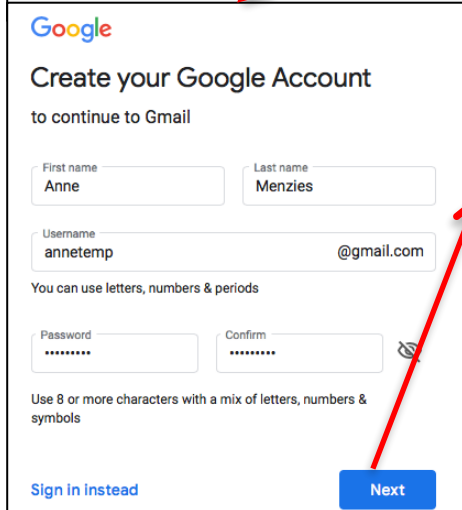 Google
Create your Google Account
to continue to Gmail
First name
Anne
Last name
Menzies
Username
annetemp @gmail.com
You can use letters, numbers & periods
Password
•••••••••
Confirm
•••••••••
Use 8 or more characters with a mix of letters, numbers &
symbols
Sign in instead
Next